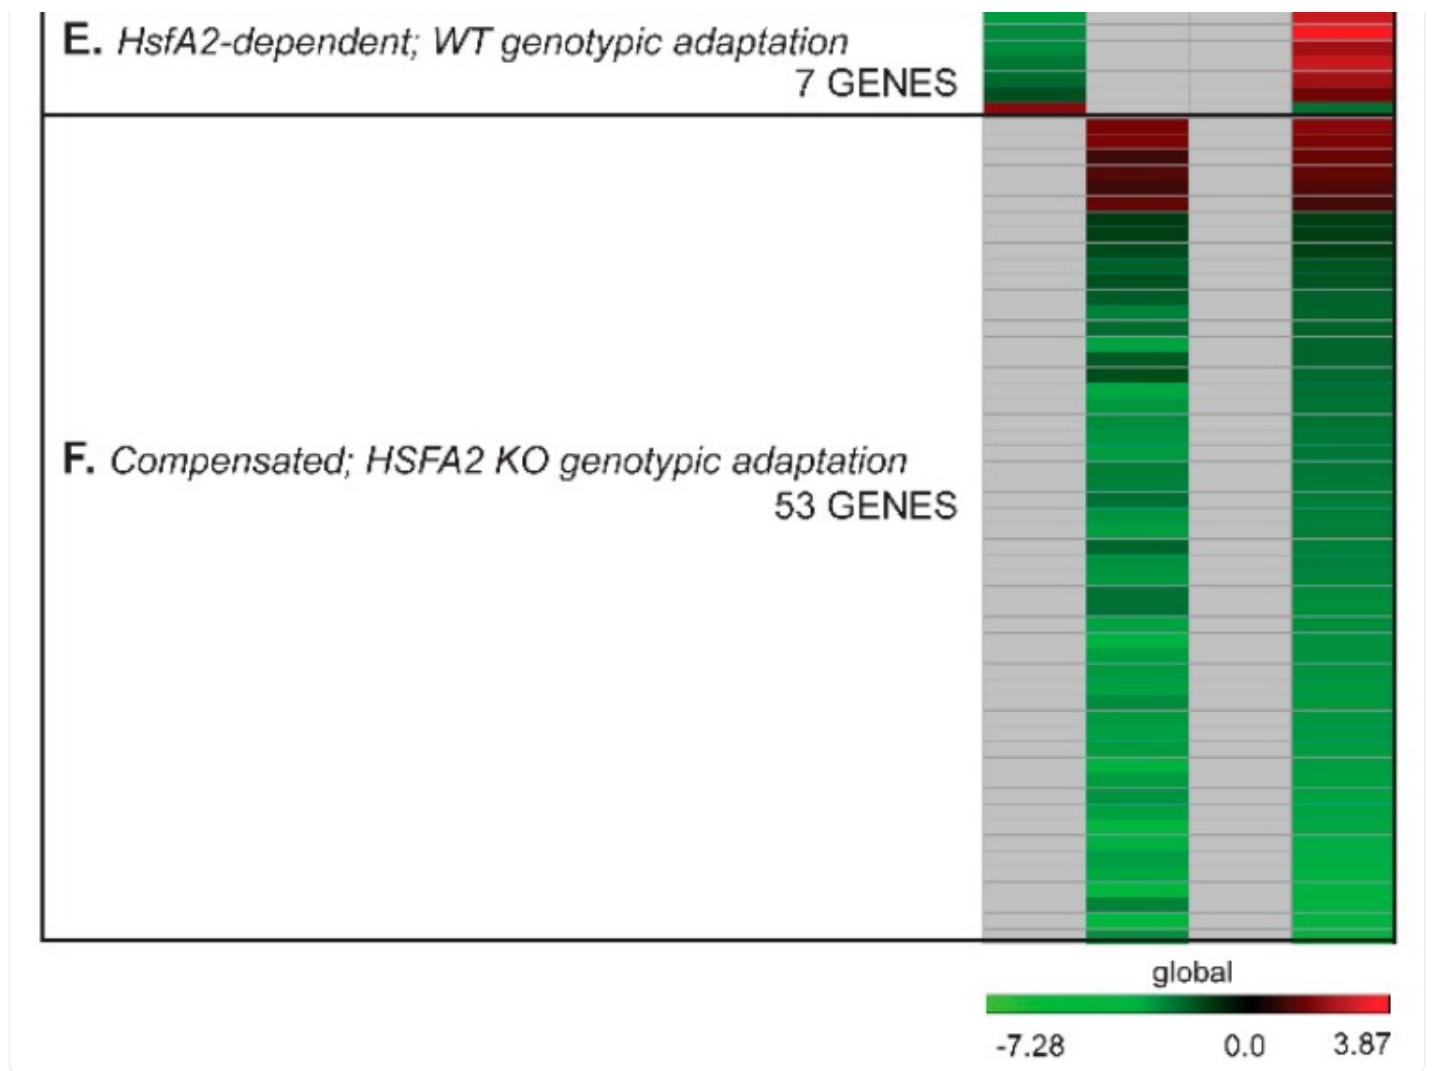 E. HsfA2-dependent; WT genotypic adaptation
7 GENES
F. Compensated; HSFA2 KO genotypic adaptation
53 GENES
global
-7.28 0.0 3.87